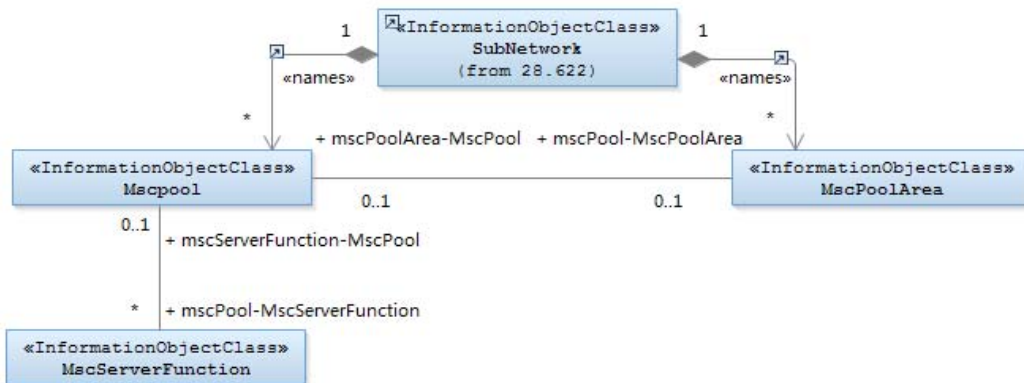 «InformationObjectClass»
SubNetwork
(from 28.622)
1
1
«names»
«names»
*
*
+ mscPoolArea-MscPool
+ mscPool-MscPoolArea
«InformationObjectClass»
Mscpool
«InformationObjectClass»
MscPoolArea
0..1
0..1
0..1
+ mscServerFunction-MscPool
*
+ mscPool-MscServerFunction
«InformationObjectClass»
MscServerFunction